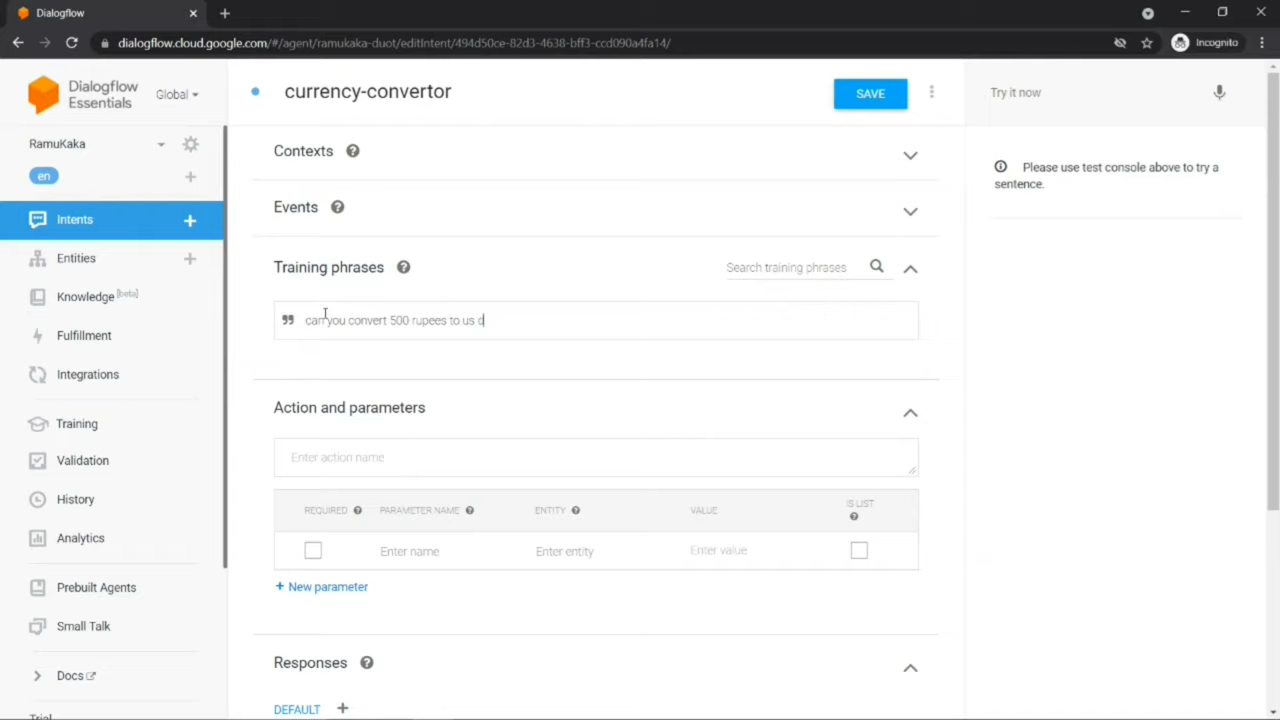 Dialogflow
dialogflow.cloud.google.com/#/agent/ramukaka-duot/editIntent/494d50ce-82d3-4638-bff3-ccd090a4fa14/
Incognito
Dialogflow
Essentials
Global
RamuKaka
en
Intents
Entities
Knowledge [beta]
Fulfillment
Integrations
Training
Validation
History
Analytics
Prebuilt Agents
Small Talk
Docs
Trial
currency-convertor
SAVE
Contexts
Events
Training phrases
Search training phrases
can you convert 500 rupees to us d
Action and parameters
Enter action name
REQUIRED PARAMETER NAME ENTITY VALUE IS LIST
Enter name Enter entity Enter value
+ New parameter
Responses
DEFAULT +
Try it now
Please use test console above to try a
sentence.